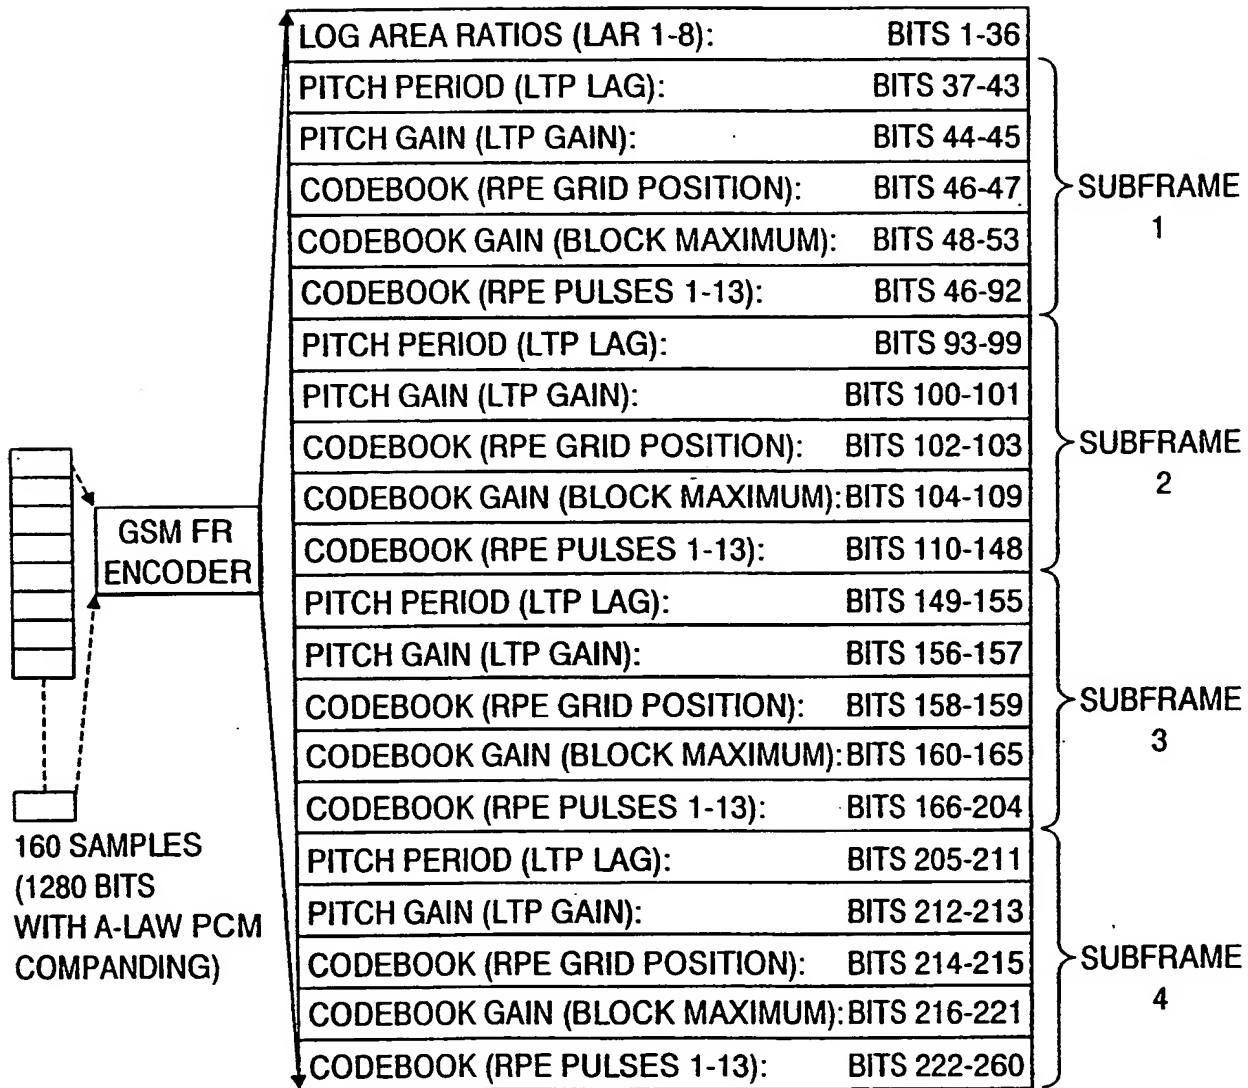 LOG AREA RATIOS (LAR 1-8): BITS 1-36
PITCH PERIOD (LTP LAG): BITS 37-43
PITCH GAIN (LTP GAIN): BITS 44-45
CODEBOOK (RPE GRID POSITION): BITS 46-47
CODEBOOK GAIN (BLOCK MAXIMUM): BITS 48-53
CODEBOOK (RPE PULSES 1-13): BITS 46-92
SUBFRAME
1
PITCH PERIOD (LTP LAG): BITS 93-99
PITCH GAIN (LTP GAIN): BITS 100-101
CODEBOOK (RPE GRID POSITION): BITS 102-103
CODEBOOK GAIN (BLOCK MAXIMUM): BITS 104-109
CODEBOOK (RPE PULSES 1-13): BITS 110-148
SUBFRAME
2
GSM FR
ENCODER
PITCH PERIOD (LTP LAG): BITS 149-155
PITCH GAIN (LTP GAIN): BITS 156-157
CODEBOOK (RPE GRID POSITION): BITS 158-159
CODEBOOK GAIN (BLOCK MAXIMUM): BITS 160-165
CODEBOOK (RPE PULSES 1-13): BITS 166-204
SUBFRAME
3
160 SAMPLES
(1280 BITS
WITH A-LAW PCM
COMPANDING)
PITCH PERIOD (LTP LAG): BITS 205-211
PITCH GAIN (LTP GAIN): BITS 212-213
CODEBOOK (RPE GRID POSITION): BITS 214-215
CODEBOOK GAIN (BLOCK MAXIMUM): BITS 216-221
CODEBOOK (RPE PULSES 1-13): BITS 222-260
SUBFRAME
4